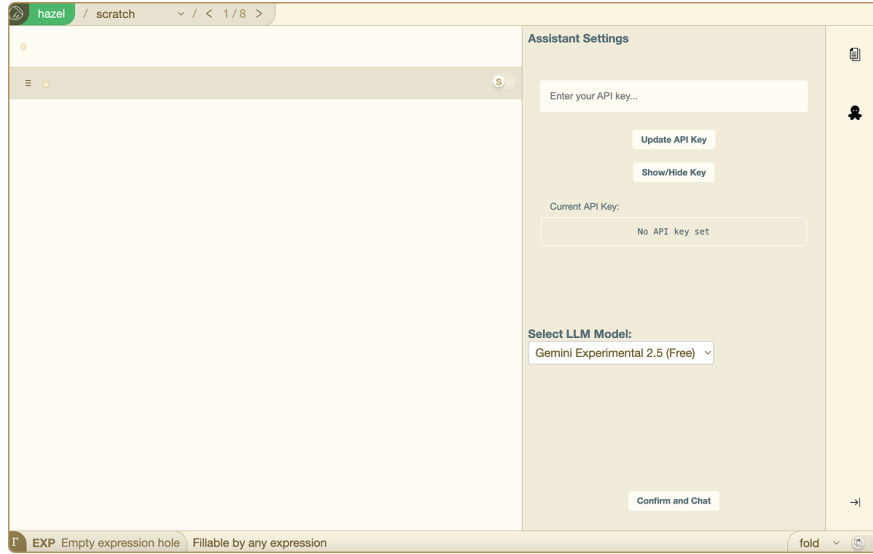 hazel / scratch / < 1 / 8 >
Assistant Settings
S
Enter your API key...
Update API Key
Show/Hide Key
Current API Key:
No API key set
Select LLM Model:
Gemini Experimental 2.5 (Free)
Confirm and Chat
Γ EXP Empty expression hole Fillable by any expression
fold